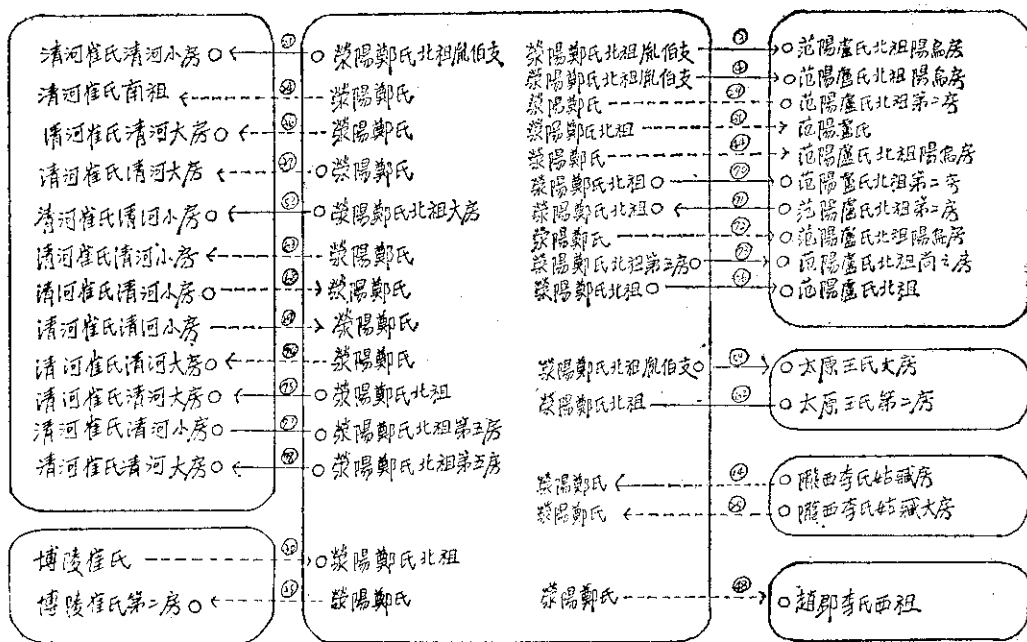 清河崔氏清河小房 滎陽鄭氏北祖胤伯支
清河崔氏南祖 滎陽鄭氏
清河崔氏清河大房 滎陽鄭氏
清河崔氏清河大房 滎陽鄭氏
清河崔氏清河小房 滎陽鄭氏北祖大房
清河崔氏清河小房 滎陽鄭氏
清河崔氏清河小房 滎陽鄭氏
清河崔氏清河小房 滎陽鄭氏
清河崔氏清河大房 滎陽鄭氏
清河崔氏清河大房 75 滎陽鄭氏北祖
清河崔氏清河小房 77 滎陽鄭氏北祖第五房
清河崔氏清河大房 78 滎陽鄭氏北祖第五房
博陵崔氏 滎陽鄭氏北祖
博陵崔氏第二房 滎陽鄭氏
滎陽鄭氏北祖胤伯支 范陽盧氏北祖陽烏房
滎陽鄭氏北祖胤伯支 范陽盧氏北祖陽烏房
滎陽鄭氏 范陽盧氏北祖第二房
滎陽鄭氏北祖 范陽盧氏
滎陽鄭氏 范陽盧氏北祖陽烏房
滎陽鄭氏北祖 70 范陽盧氏北祖第二房
滎陽鄭氏北祖 71 范陽盧氏北祖第二房
滎陽鄭氏 72 范陽盧氏北祖陽烏房
滎陽鄭氏北祖第五房 73 范陽盧氏北祖尚之房
滎陽鄭氏北祖 范陽盧氏北祖
滎陽鄭氏北祖胤伯支 太原王氏大房
滎陽鄭氏北祖 太原王氏第二房
滎陽鄭氏 隴西李氏姑臧房
滎陽鄭氏 隴西李氏姑臧大房
滎陽鄭氏 趙郡李氏西祖